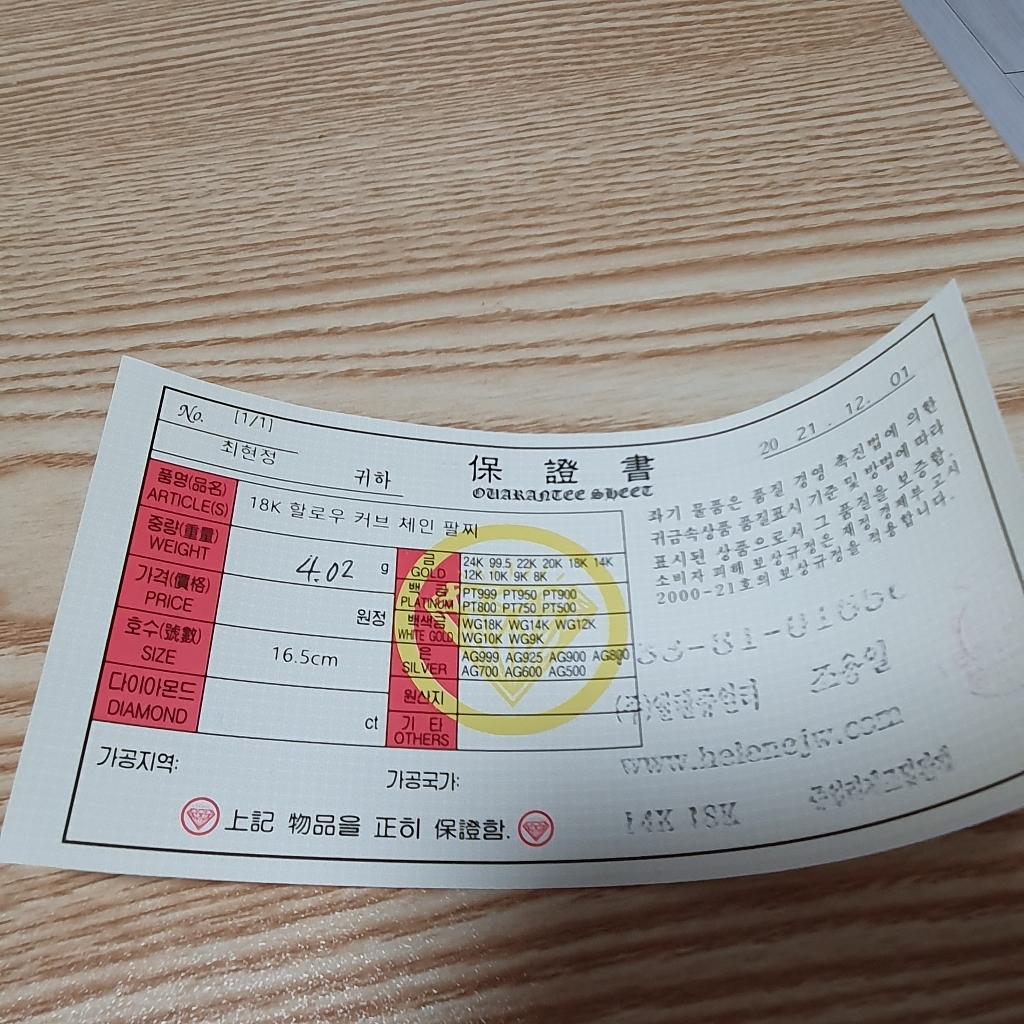 No. [1/1]
최현정 귀하
保證書
QUARANTEE SHEET
20 21. 12. 01
품명(品名)
ARTICLE(S)
18K 할로우 커브 체인 팔찌
중량(重量)
WEIGHT
4.02 g
가격(價格)
PRICE
원정
호수(號數)
SIZE
16.5cm
다이아몬드
DIAMOND
ct
금
GOLD
24K 99.5 22K 20K 18K 14K
12K 10K 9K 8K
백금
PLATINUM
PT999 PT950 PT900
PT800 PT750 PT500
백색금
WHITE GOLD
WG18K WG14K WG12K
WG10K WG9K
은
SILVER
AG999 AG925 AG900 AG800
AG700 AG600 AG500
원산지
기 타
OTHERS
좌기 물품은 품질 경영 촉진법에 의한
귀금속상품 품질표시 기준 및 방법에 따라
표시된 상품으로서 그 품질을 보증함.
소비자 피해 보상규정은 재정 경제부 고시
2000-21호의 보상규정을 적용합니다.
조송일
www.helenejw.com
14K 18K
가공지역:
가공국가:
上記 物品을 正히 保證함.